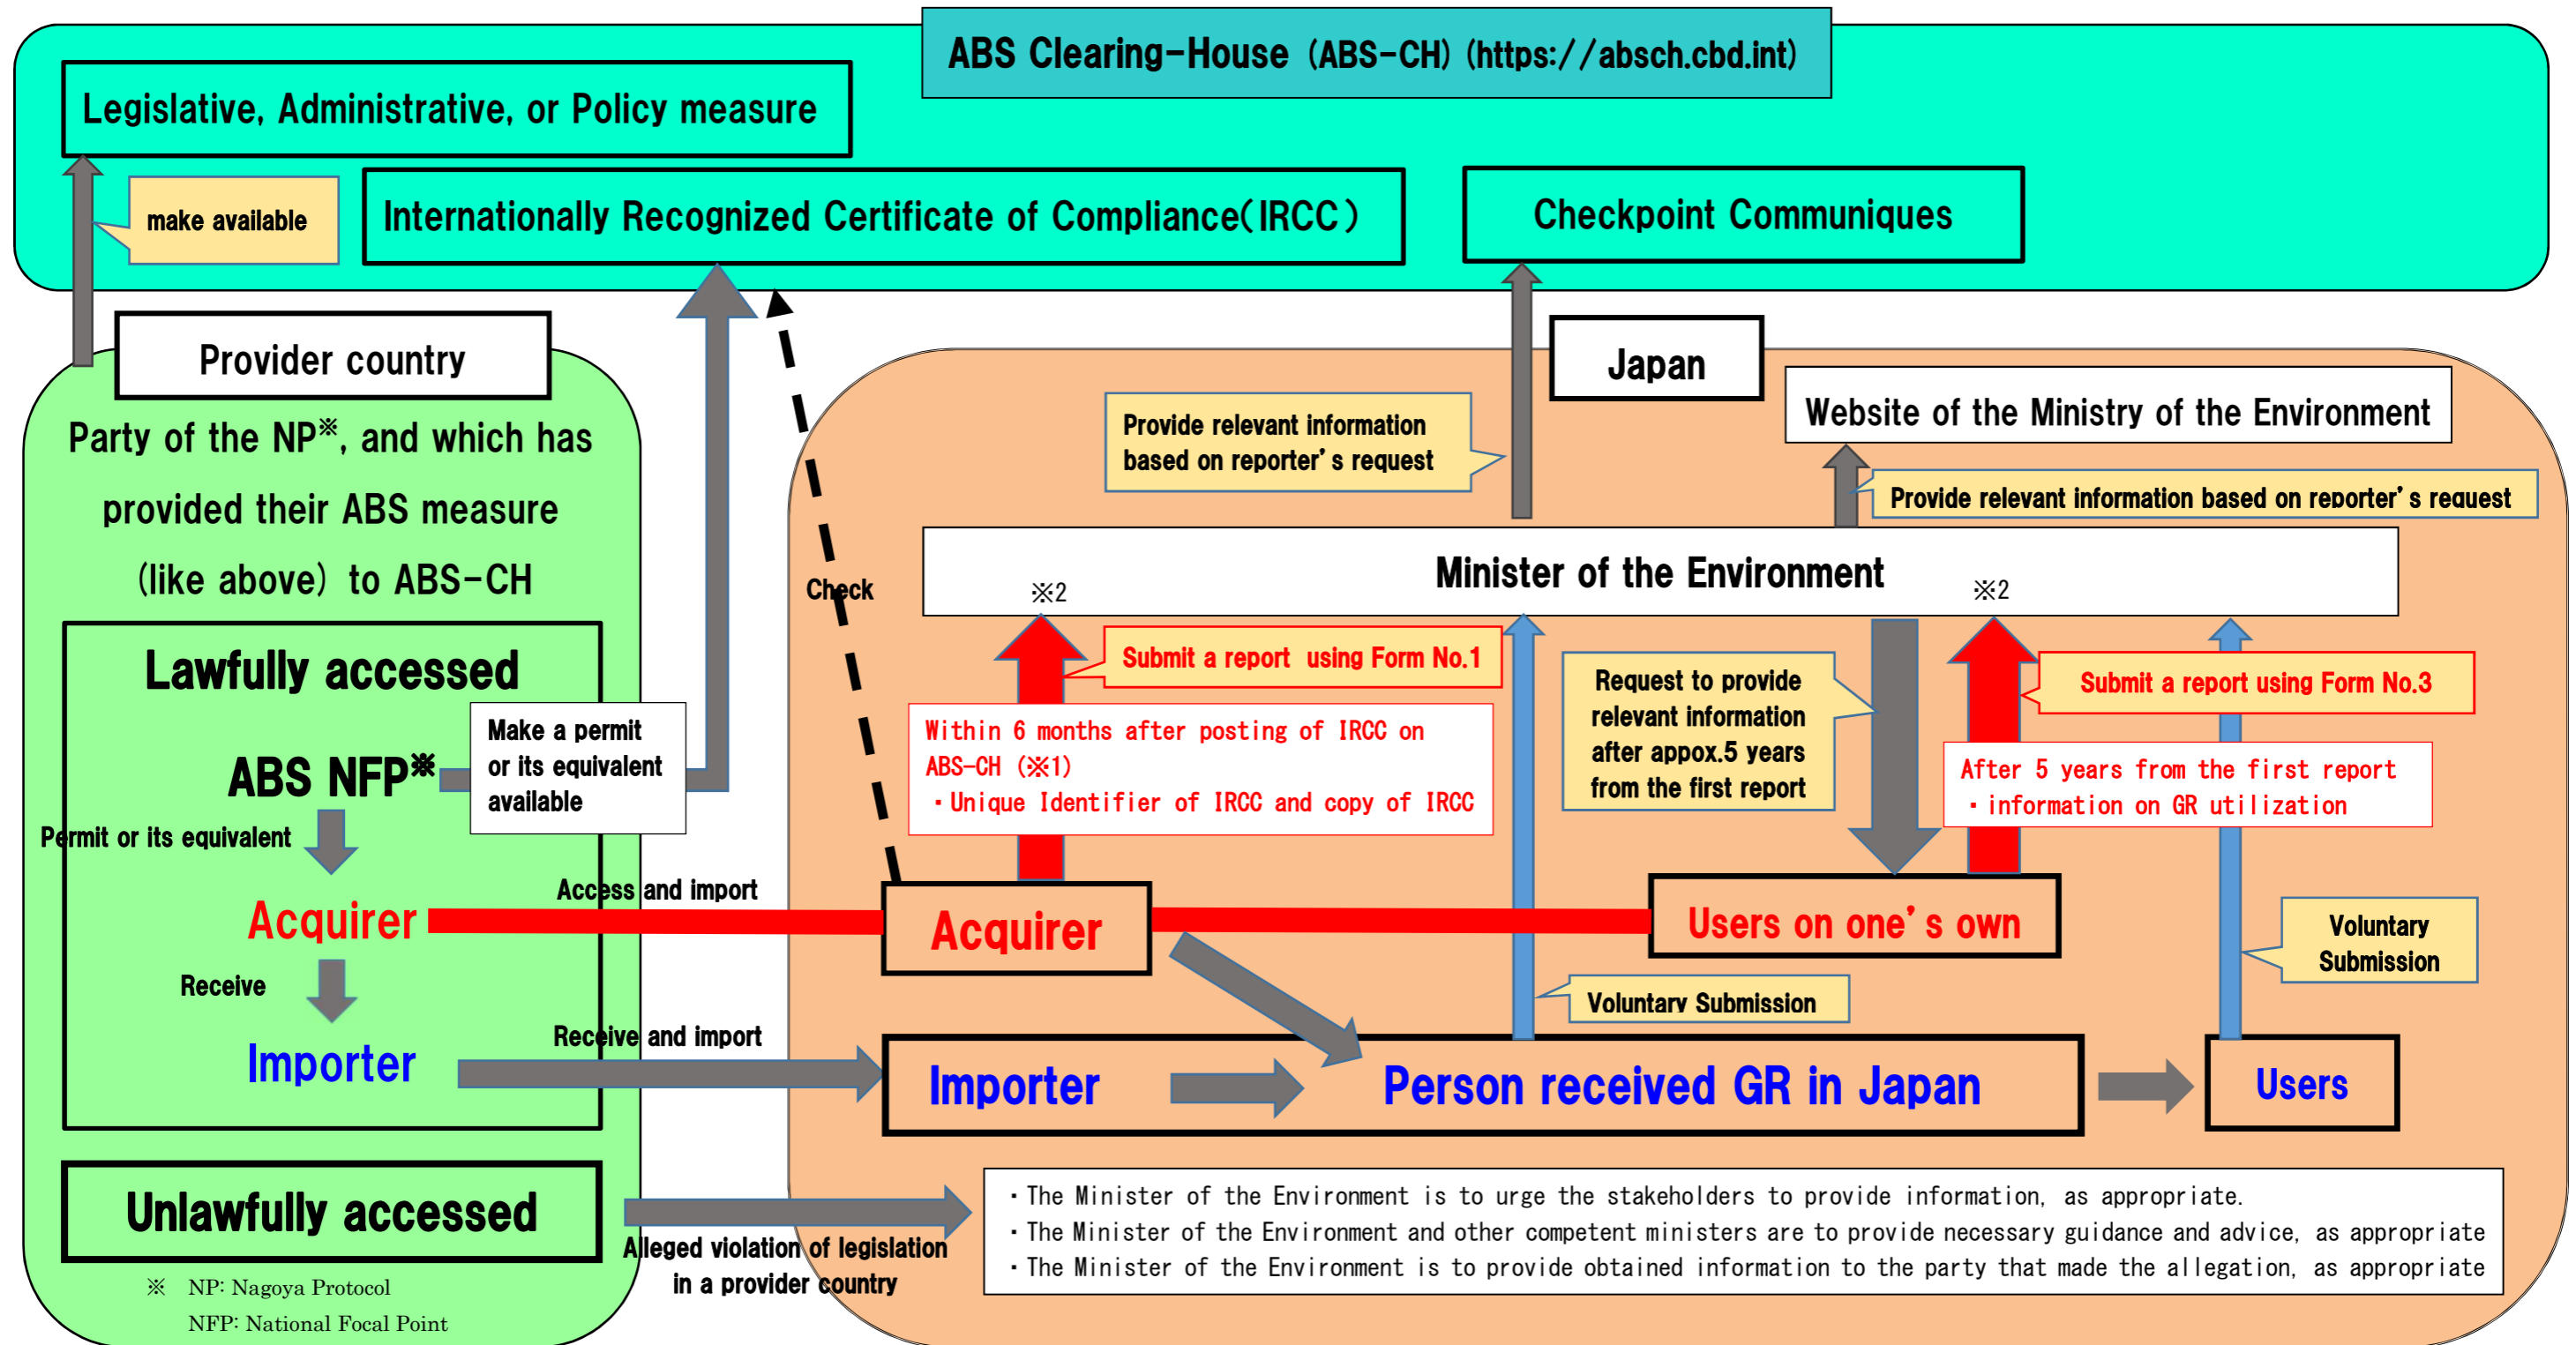 ABS Clearing-House (ABS-CH) (https://absch.cbd.int)
Legislative, Administrative, or Policy measure
make available
Internationally Recognized Certificate of Compliance(IRCC)
Checkpoint Communiques
Provider country
Party of the NP※, and which has
provided their ABS measure
(like above) to ABS-CH
Lawfully accessed
ABS NFP※
Make a permit
or its equivalent
available
Permit or its equivalent
Acquirer
Receive
Importer
Access and import
Receive and import
Unlawfully accessed
Alleged violation of legislation
in a provider country
※ NP: Nagoya Protocol
NFP: National Focal Point
Check
Japan
Provide relevant information
based on reporter's request
Website of the Ministry of the Environment
Provide relevant information based on reporter's request
Minister of the Environment
※2
※2
Submit a report using Form No.1
Within 6 months after posting of IRCC on
ABS-CH (※1)
・Unique Identifier of IRCC and copy of IRCC
Request to provide
relevant information
after appox.5 years
from the first report
Submit a report using Form No.3
After 5 years from the first report
・information on GR utilization
Acquirer
Users on one's own
Voluntary
Submission
Voluntary Submission
Importer
Person received GR in Japan
Users
・The Minister of the Environment is to urge the stakeholders to provide information, as appropriate.
・The Minister of the Environment and other competent ministers are to provide necessary guidance and advice, as appropriate
・The Minister of the Environment is to provide obtained information to the party that made the allegation, as appropriate